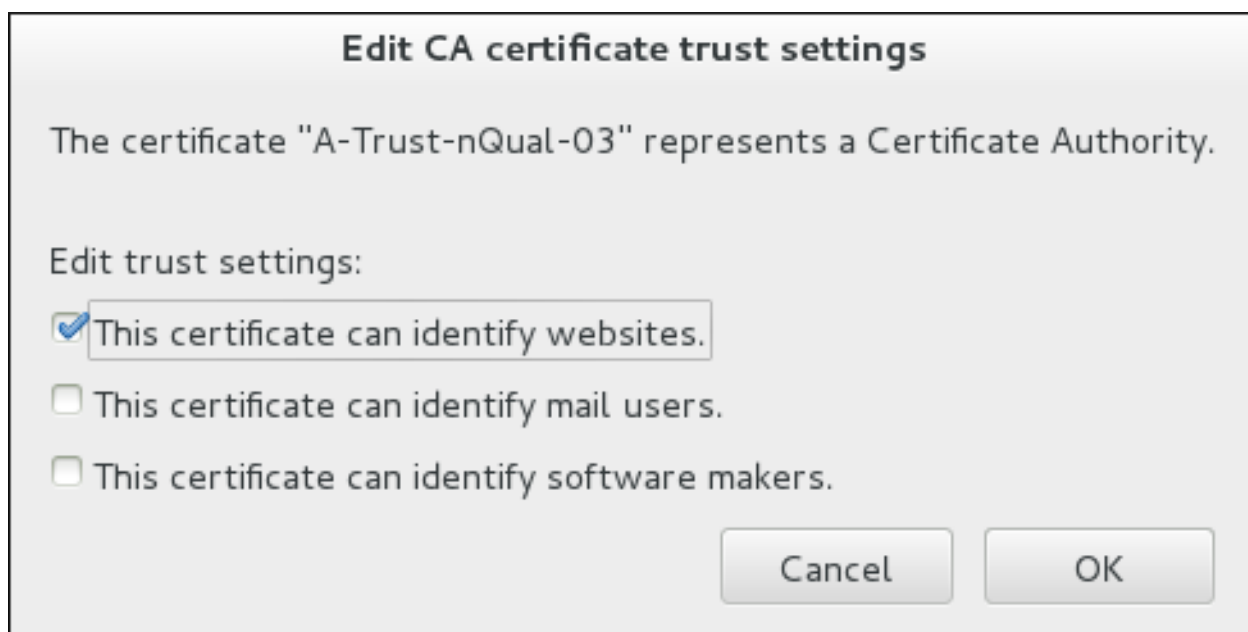 Edit CA certificate trust settings
The certificate "A-Trust-nQual-03" represents a Certificate Authority.
Edit trust settings:
This certificate can identify websites.
This certificate can identify mail users.
This certificate can identify software makers.
Cancel OK